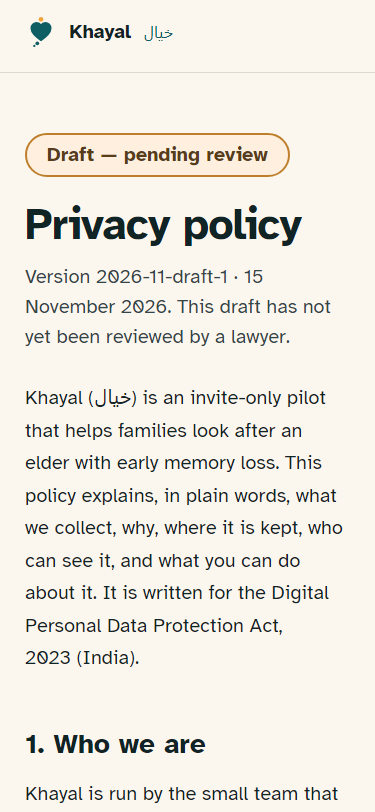 Khayal خیال
Draft — pending review
Privacy policy
Version 2026-11-draft-1 · 15
November 2026. This draft has not
yet been reviewed by a lawyer.
Khayal (خیال) is an invite-only pilot
that helps families look after an
elder with early memory loss. This
policy explains, in plain words, what
we collect, why, where it is kept, who
can see it, and what you can do
about it. It is written for the Digital
Personal Data Protection Act,
2023 (India).
1. Who we are
Khayal is run by the small team that